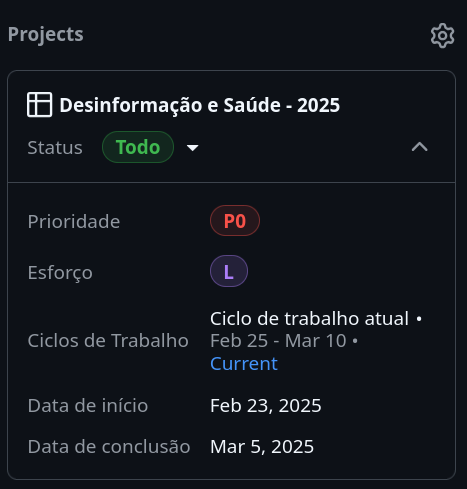 Projects
Desinformação e Saúde - 2025
Status Todo
Prioridade P0
Esforço L
Ciclos de Trabalho Ciclo de trabalho atual •
Feb 25 - Mar 10 •
Current
Data de início Feb 23, 2025
Data de conclusão Mar 5, 2025